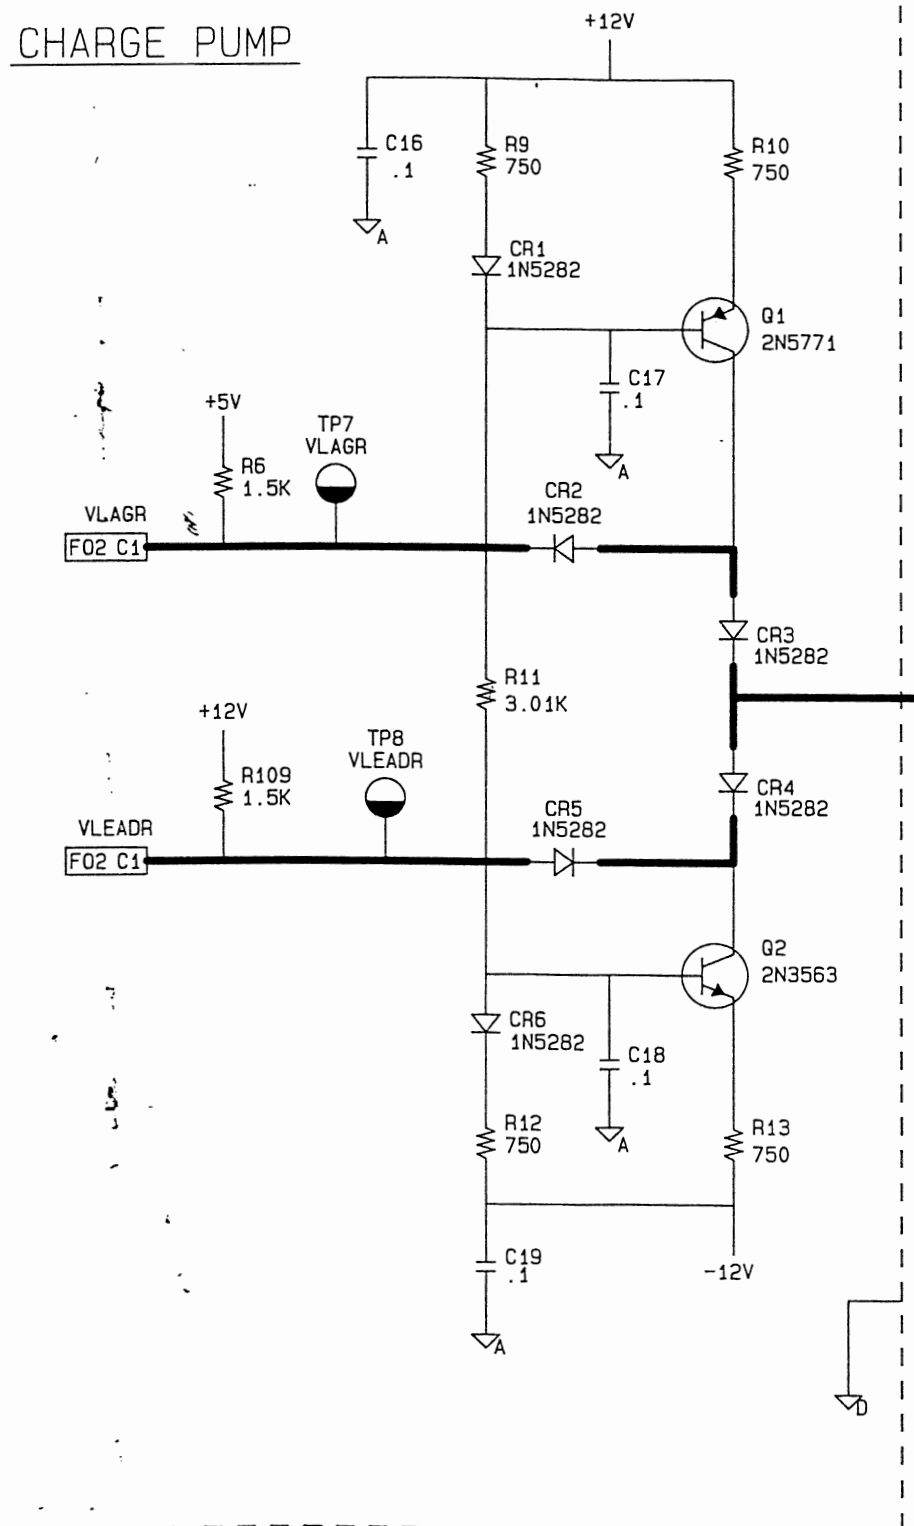 CHARGE PUMP
+12V
C16
.1
A
R9
750
R10
750
CR1
1N5282
Q1
2N5771
C17
.1
A
+5V
R6
1.5K
TP7
VLAGR
VLAGR
F02 C1
CR2
1N5282
CR3
1N5282
R11
3.01K
+12V
R109
1.5K
TP8
VLEADR
VLEADR
F02 C1
CR5
1N5282
CR4
1N5282
Q2
2N3563
CR6
1N5282
C18
.1
A
R12
750
R13
750
C19
.1
A
-12V
D